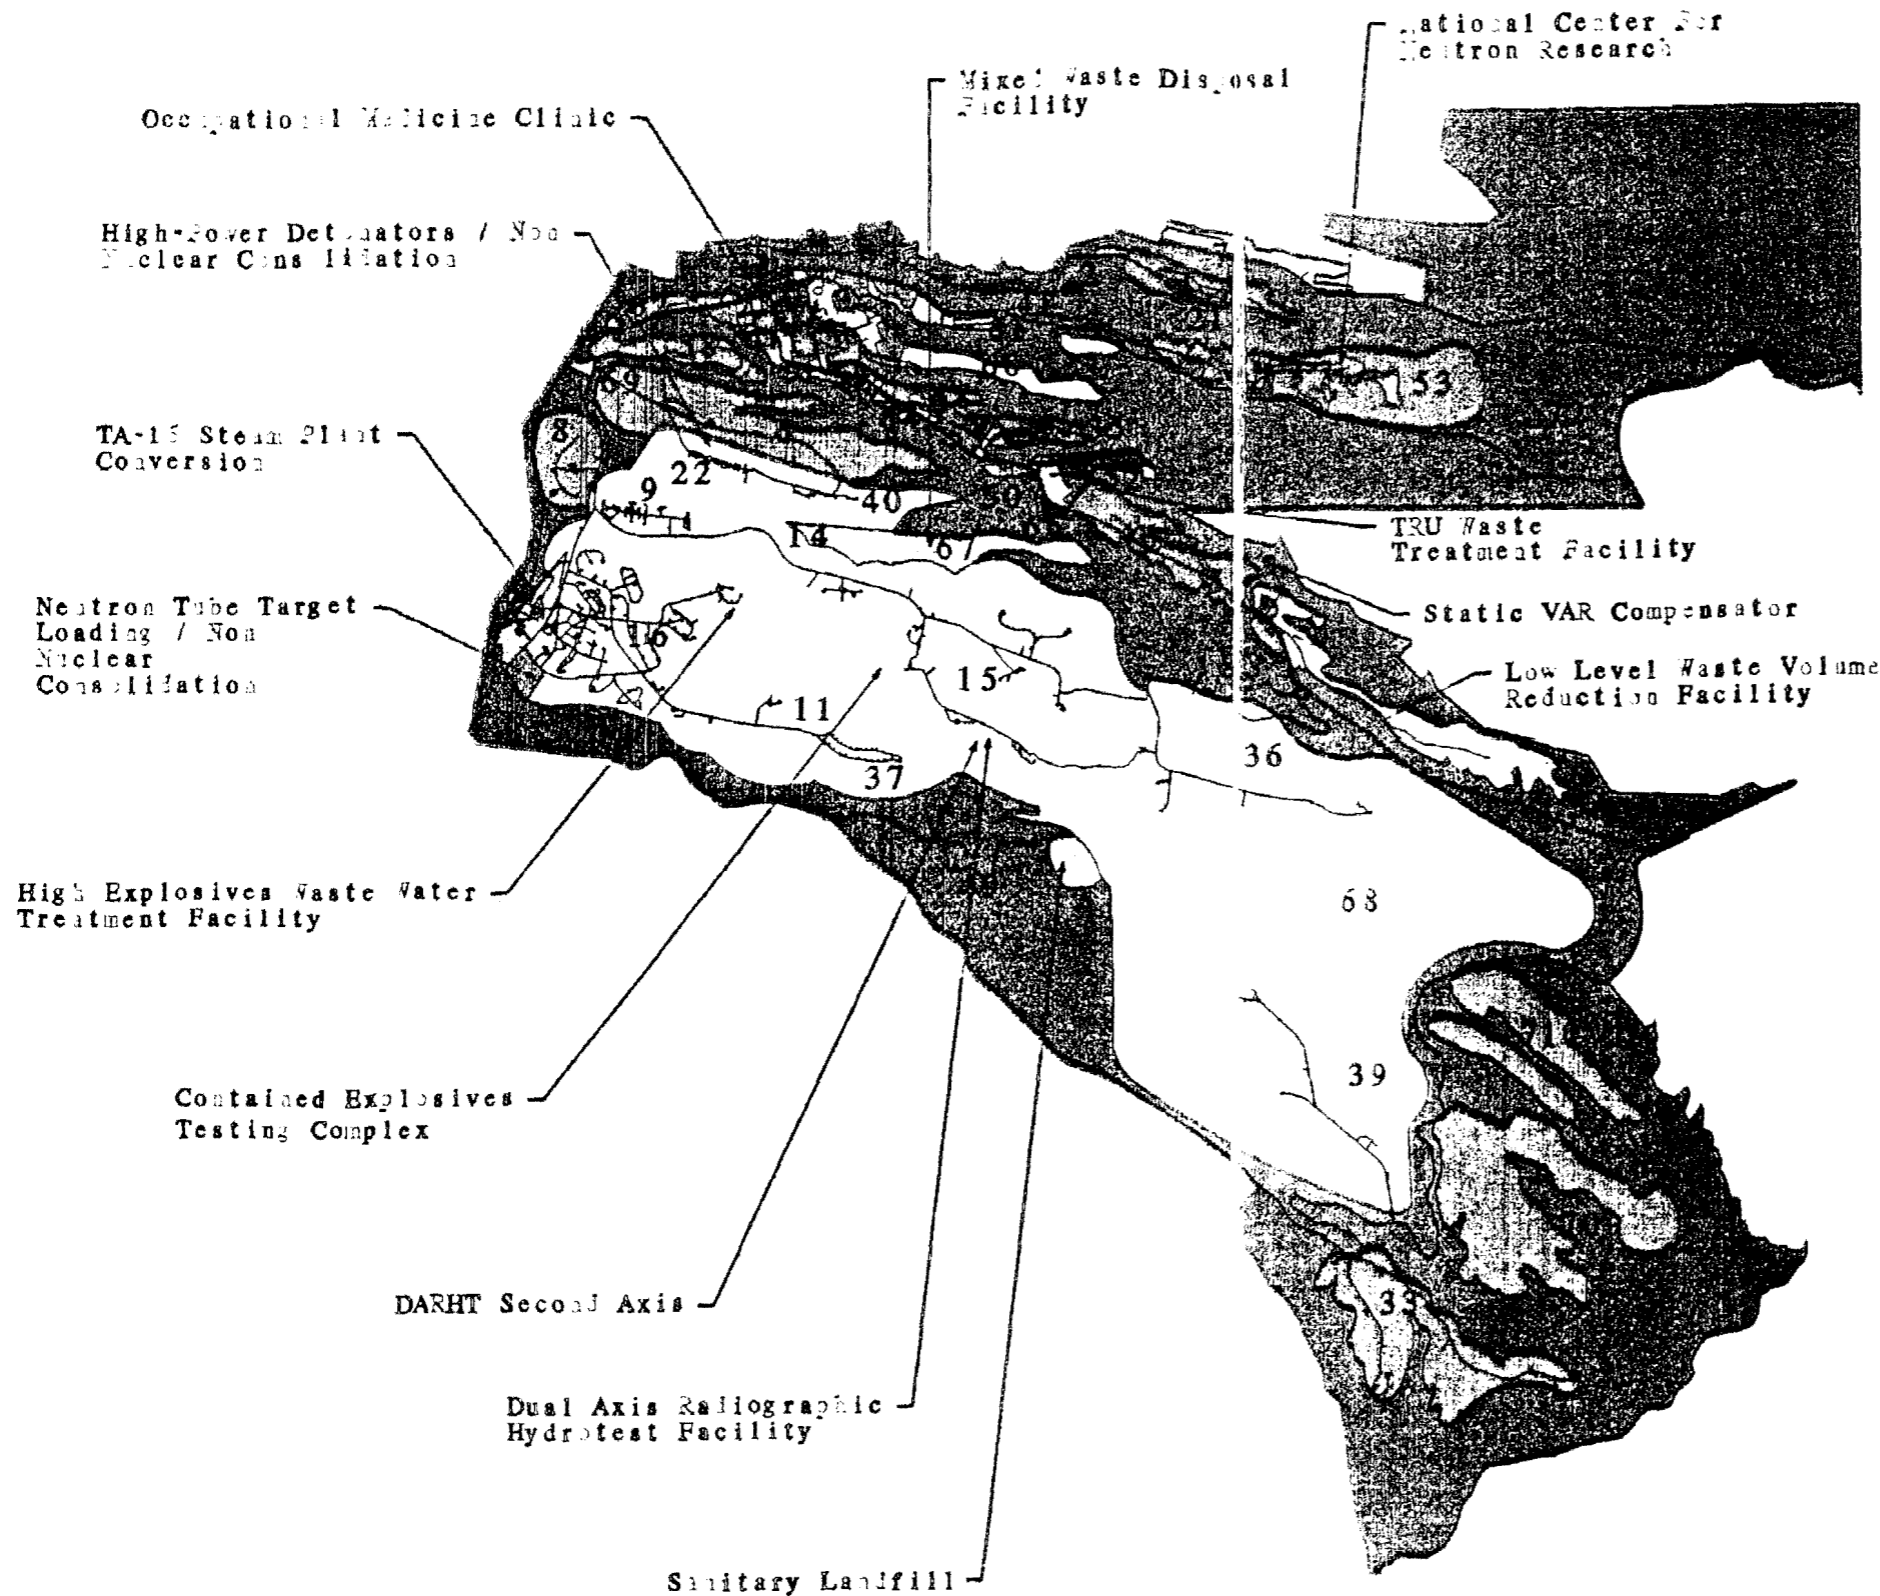 National Center For
Neutron Research
Mixed Waste Disposal
Facility
Occupational Medicine Clinic
High-Power Detonators / Non
Nuclear Consolidation
TA-16 Steam Plant
Conversion
Neutron Tube Target
Loading / Non
Nuclear
Consolidation
High Explosives Waste Water
Treatment Facility
Contained Explosives
Testing Complex
DARHT Second Axis
Dual Axis Radiographic
Hydrotest Facility
Sanitary Landfill
TRU Waste
Treatment Facility
Static VAR Compensator
Low Level Waste Volume
Reduction Facility
53
69
8
22
9
40
50
14
67
16
15
11
37
36
68
39
71
70
33